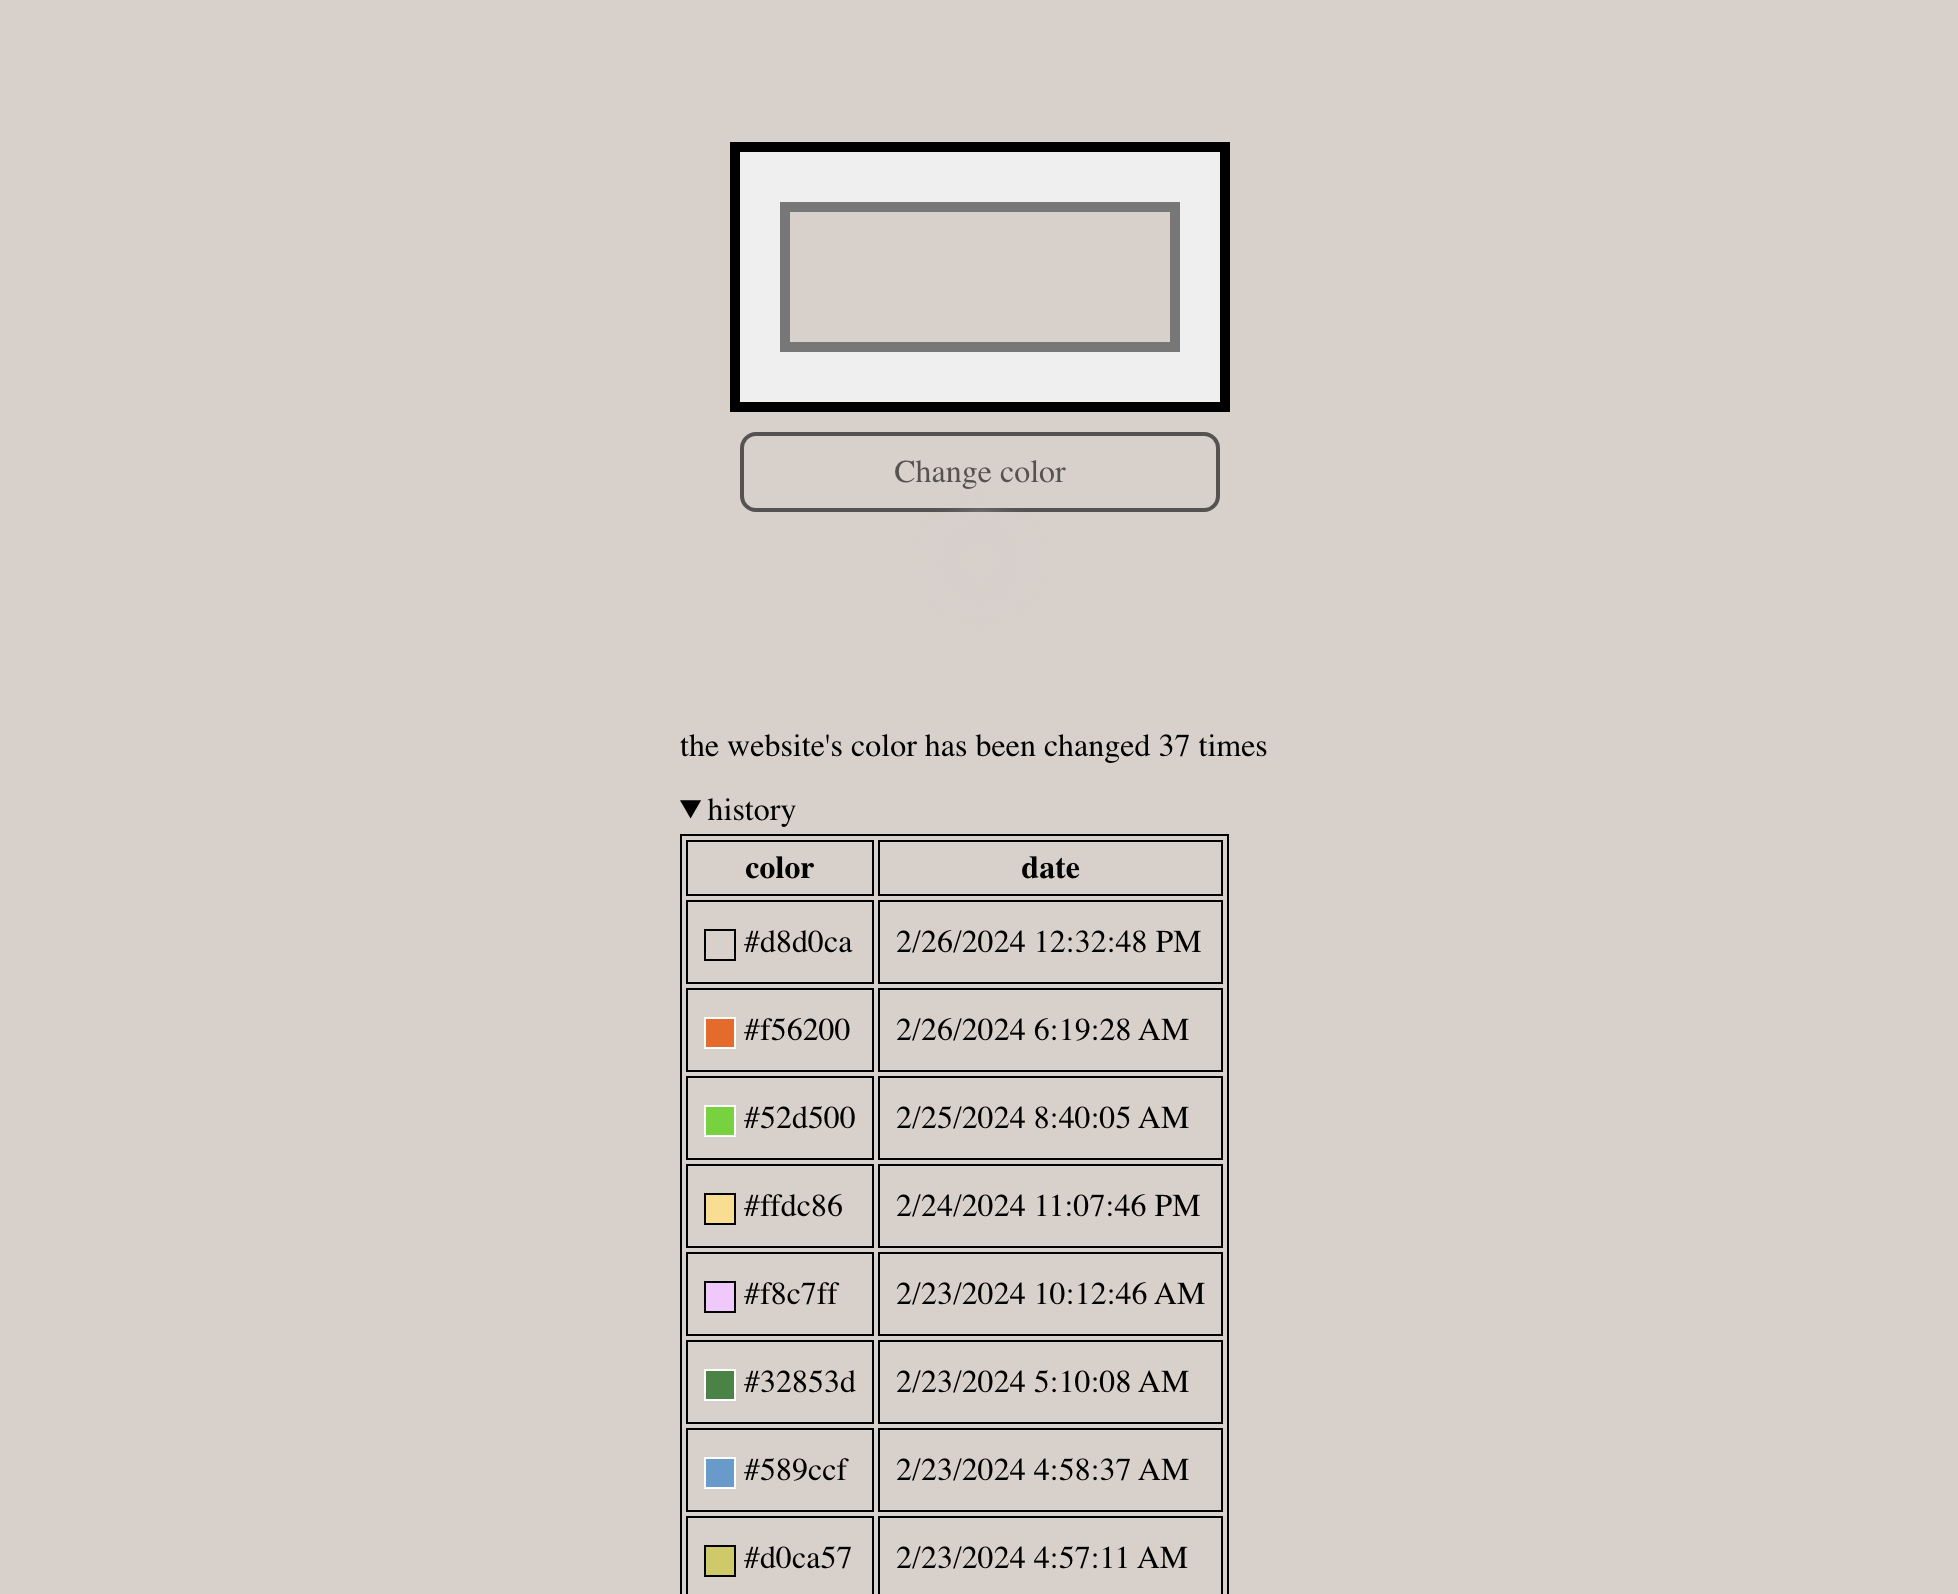 Change color
the website's color has been changed 37 times
▼ history
color date
#d8d0ca 2/26/2024 12:32:48 PM
#f56200 2/26/2024 6:19:28 AM
#52d500 2/25/2024 8:40:05 AM
#ffdc86 2/24/2024 11:07:46 PM
#f8c7ff 2/23/2024 10:12:46 AM
#32853d 2/23/2024 5:10:08 AM
#589ccf 2/23/2024 4:58:37 AM
#d0ca57 2/23/2024 4:57:11 AM